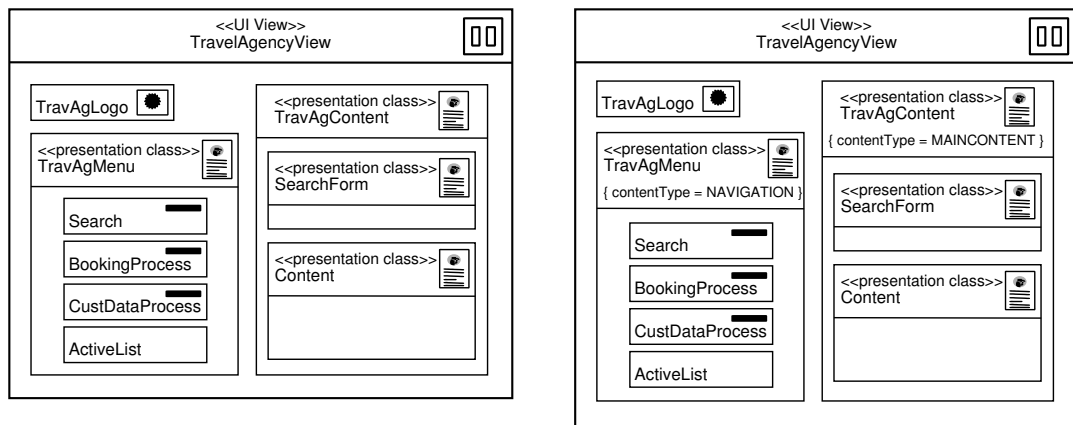 <<UI View>>
TravelAgencyView
TravAgLogo
<<presentation class>>
TravAgMenu
Search
BookingProcess
CustDataProcess
ActiveList
<<presentation class>>
TravAgContent
<<presentation class>>
SearchForm
<<presentation class>>
Content
<<UI View>>
TravelAgencyView
TravAgLogo
<<presentation class>>
TravAgMenu
{ contentType = NAVIGATION }
Search
BookingProcess
CustDataProcess
ActiveList
<<presentation class>>
TravAgContent
{ contentType = MAINCONTENT }
<<presentation class>>
SearchForm
<<presentation class>>
Content